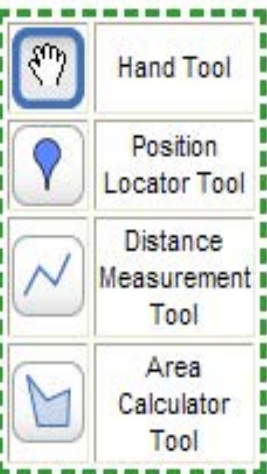 Hand Tool
Position
Locator Tool
Distance
Measurement
Tool
Area
Calculator
Tool